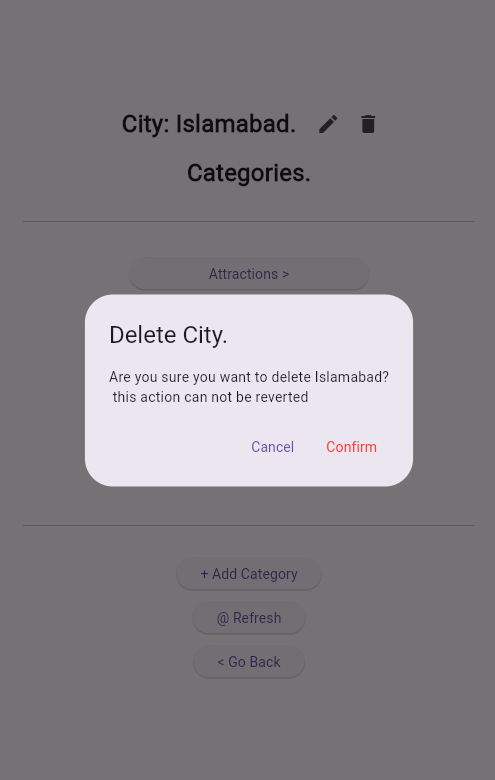 City: Islamabad.
Categories.
Attractions >
Delete City.
Are you sure you want to delete Islamabad?
this action can not be reverted
Cancel Confirm
+ Add Category
@ Refresh
< Go Back